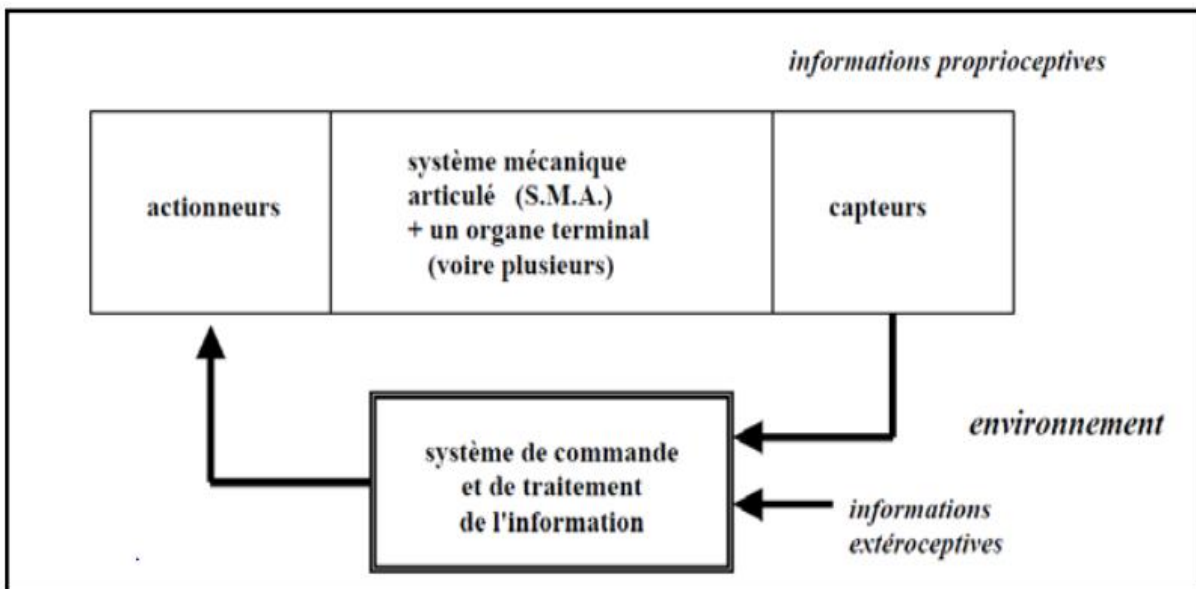 informations proprioceptives
actionneurs
système mécanique
articulé (S.M.A.)
+ un organe terminal
(voire plusieurs)
capteurs
environnement
système de commande
et de traitement
de l'information
informations
extéroceptives